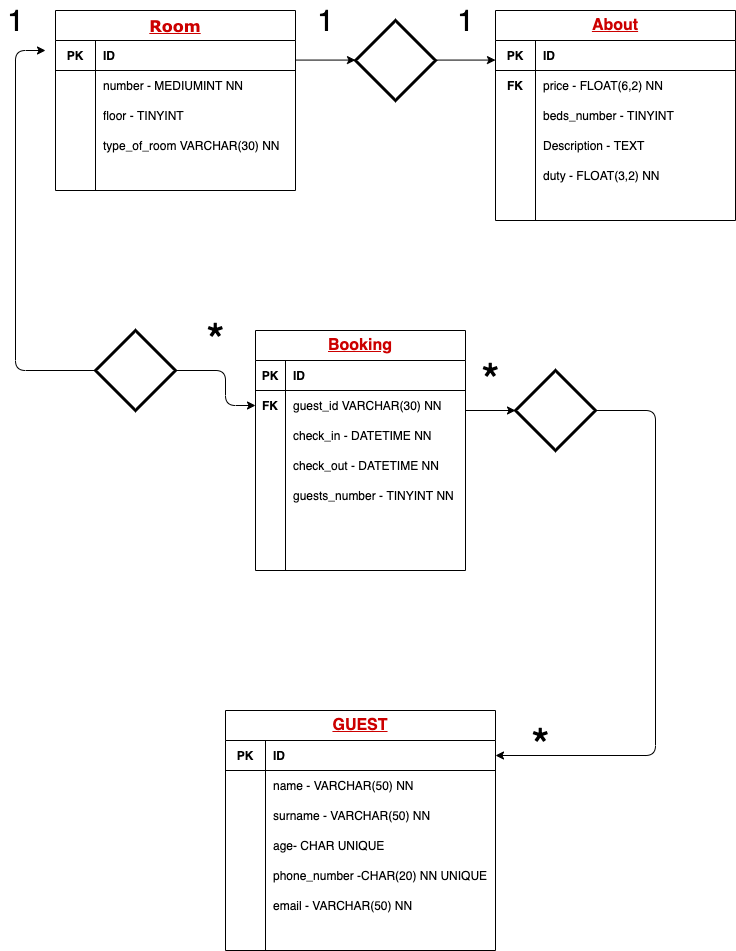 1
1
1
Room
PK ID
number - MEDIUMINT NN
floor - TINYINT
type_of_room VARCHAR(30) NN
About
PK ID
FK price - FLOAT(6,2) NN
beds_number - TINYINT
Description - TEXT
duty - FLOAT(3,2) NN
*
*
Booking
PK ID
FK guest_id VARCHAR(30) NN
check_in - DATETIME NN
check_out - DATETIME NN
guests_number - TINYINT NN
*
GUEST
PK ID
name - VARCHAR(50) NN
surname - VARCHAR(50) NN
age- CHAR UNIQUE
phone_number -CHAR(20) NN UNIQUE
email - VARCHAR(50) NN